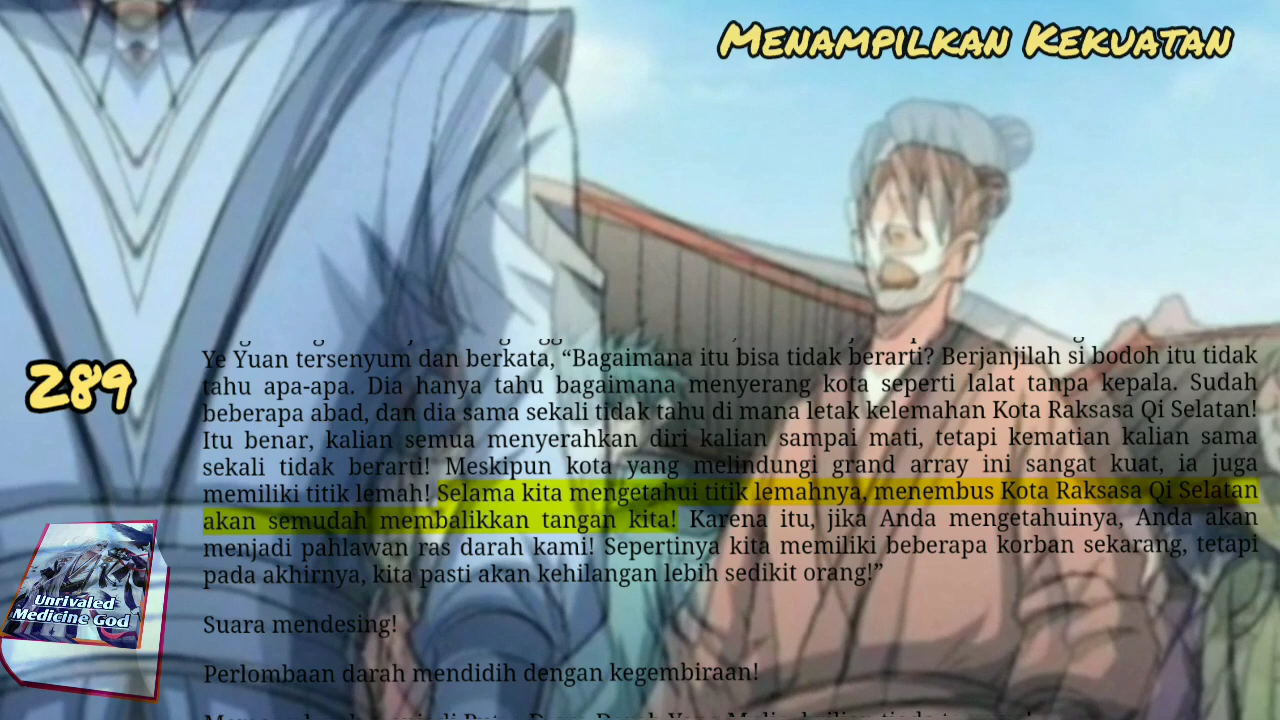 Menampilkan Kekuatan
Ye Yuan tersenyum dan berkata, “Bagaimana itu bisa tidak berarti? Berjanjilah si bodoh itu tidak
tahu apa-apa. Dia hanya tahu bagaimana menyerang kota seperti lalat tanpa kepala. Sudah
beberapa abad, dan dia sama sekali tidak tahu di mana letak kelemahan Kota Raksasa Qi Selatan!
Itu benar, kalian semua menyerahkan diri kalian sampai mati, tetapi kematian kalian sama
sekali tidak berarti! Meskipun kota yang melindungi grand array ini sangat kuat, ia juga
memiliki titik lemah! Selama kita mengetahui titik lemahnya, menembus Kota Raksasa Qi Selatan
akan semudah membalikkan tangan kita! Karena itu, jika Anda mengetahuinya, Anda akan
menjadi pahlawan ras darah kami! Sepertinya kita memiliki beberapa korban sekarang, tetapi
pada akhirnya, kita pasti akan kehilangan lebih sedikit orang!”
Suara mendesing!
Perlombaan darah mendidih dengan kegembiraan!
289
Unrivaled
Medicine God